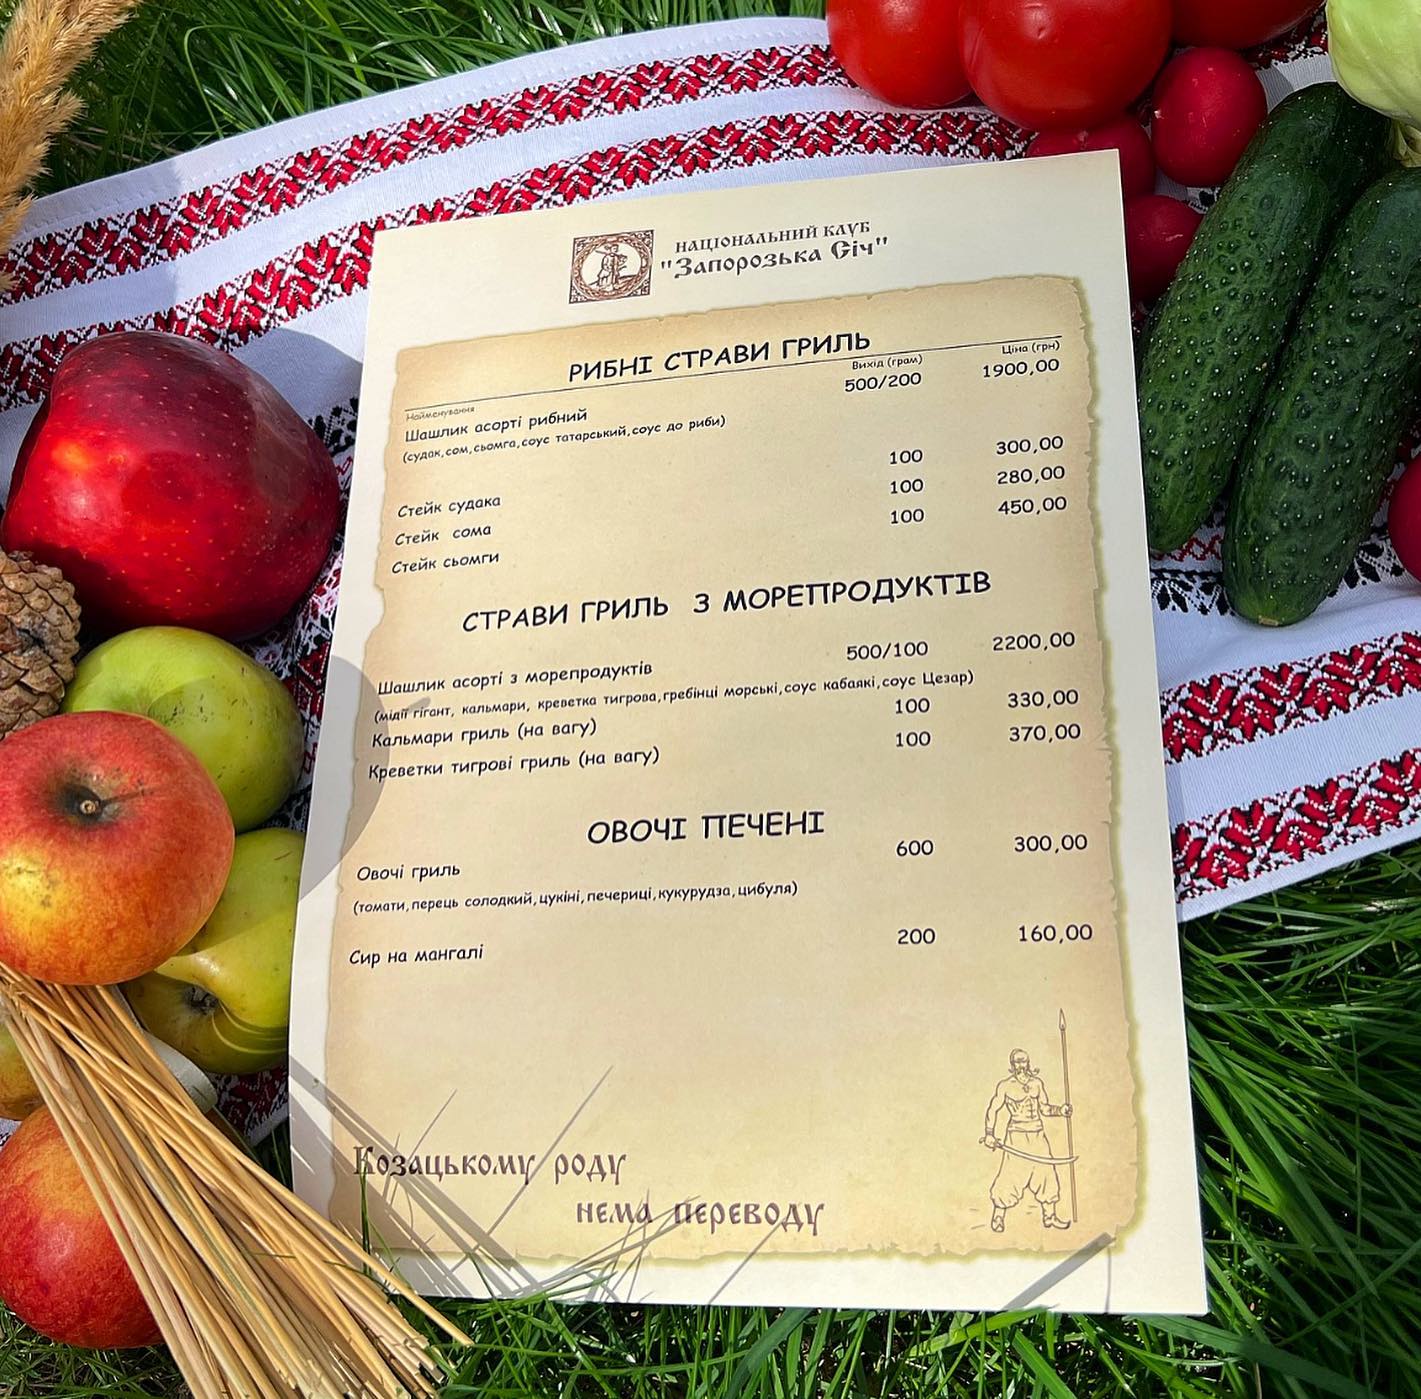 НАЦІОНАЛЬНИЙ КЛУБ
"Запорозька Січ"
РИБНІ СТРАВИ ГРИЛЬ
Найменування Вихід (грам) Ціна (грн)
Шашлик асорті рибний 500/200 1900,00
(судак,сом,сьомга,соус татарський,соус до риби)
Стейк судака 100 300,00
Стейк сома 100 280,00
Стейк сьомги 100 450,00
СТРАВИ ГРИЛЬ З МОРЕПРОДУКТІВ
Шашлик асорті з морепродуктів 500/100 2200,00
(мідії гігант, кальмари, креветка тигрова,гребінці морські,соус кабаякі,соус Цезар)
Кальмари гриль (на вагу) 100 330,00
Креветки тигрові гриль (на вагу) 100 370,00
ОВОЧІ ПЕЧЕНІ
Овочі гриль 600 300,00
(томати,перець солодкий,цукіні,печериці,кукурудза,цибуля)
Сир на мангалі 200 160,00
Козацькому роду
нема переводу